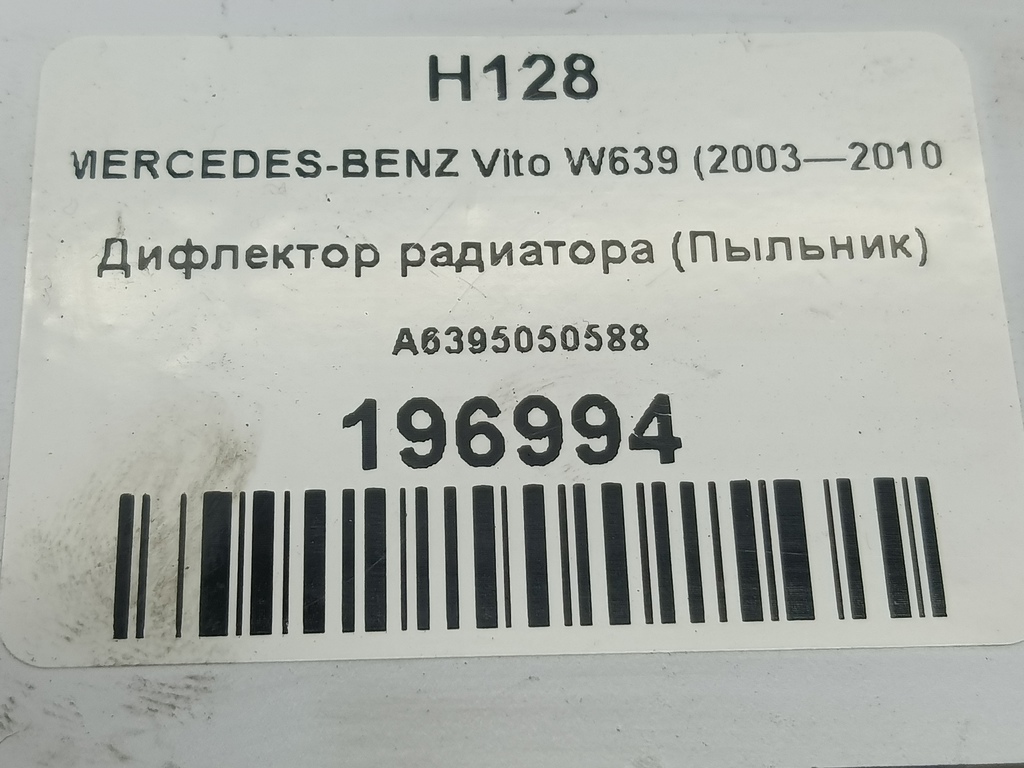 H128
MERCEDES-BENZ Vito W639 (2003—2010
Дифлектор радиатора (Пыльник)
A6395050588
196994